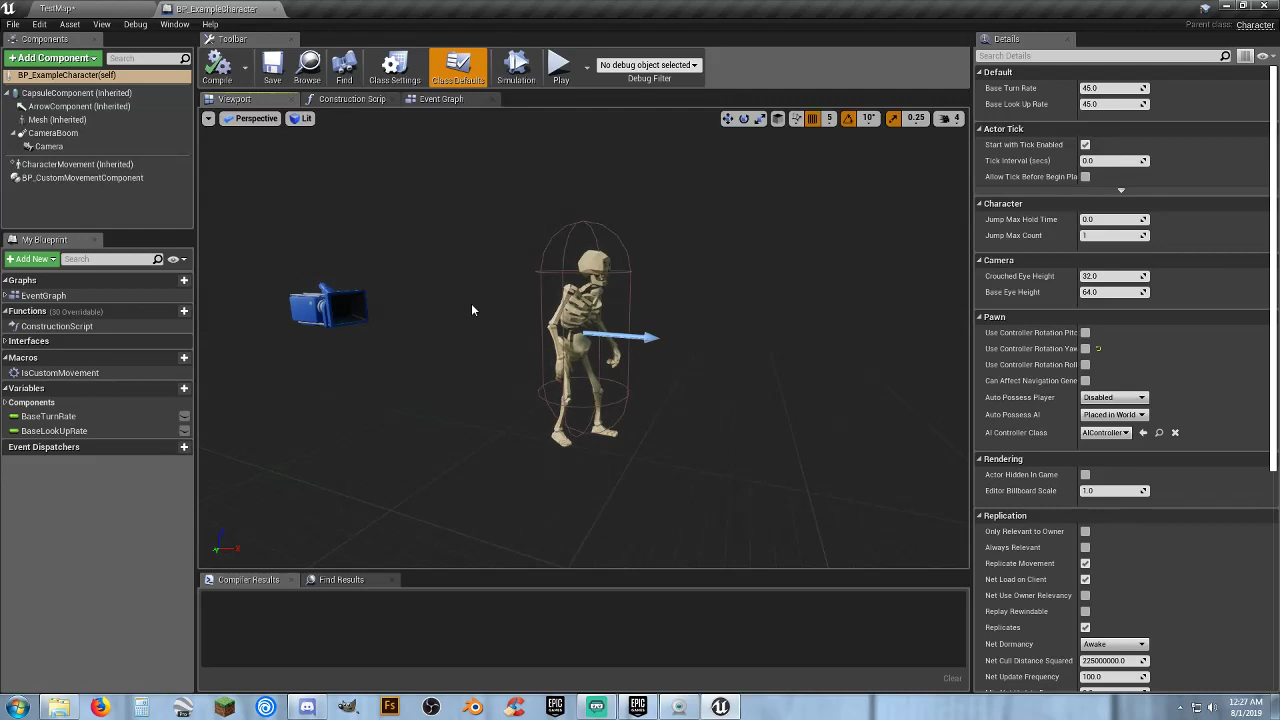 TestMap*
BP_ExampleCharacter
File Edit Asset View Debug Window Help
Parent class: Character
Components
Toolbar
Details
Add Component
Search
Compile
Save
Browse
Find
Class Settings
Class Defaults
Simulation
Play
No debug object selected
Debug Filter
Search Details
BP_ExampleCharacter(self)
CapsuleComponent (Inherited)
ArrowComponent (Inherited)
Mesh (Inherited)
CameraBoom
Camera
CharacterMovement (Inherited)
BP_CustomMovementComponent
Viewport
Construction Scrip
Event Graph
Perspective
Lit
5
10°
0.25
4
My Blueprint
Add New
Search
Graphs
EventGraph
Functions (30 Overridable)
ConstructionScript
Interfaces
Macros
IsCustomMovement
Variables
Components
BaseTurnRate
BaseLookUpRate
Event Dispatchers
X
Compiler Results
Find Results
Clear
Default
Base Turn Rate 45.0
Base Look Up Rate 45.0
Actor Tick
Start with Tick Enabled
Tick Interval (secs) 0.0
Allow Tick Before Begin Pla
Character
Jump Max Hold Time 0.0
Jump Max Count 1
Camera
Crouched Eye Height 32.0
Base Eye Height 64.0
Pawn
Use Controller Rotation Pitc
Use Controller Rotation Yaw
Use Controller Rotation Roll
Can Affect Navigation Gene
Auto Possess Player Disabled
Auto Possess AI Placed in World
AI Controller Class AIController
Rendering
Actor Hidden In Game
Editor Billboard Scale 1.0
Replication
Only Relevant to Owner
Always Relevant
Replicate Movement
Net Load on Client
Net Use Owner Relevancy
Replay Rewindable
Replicates
Net Dormancy Awake
Net Cull Distance Squared 225000000.0
Net Update Frequency 100.0
Fs
EPIC GAMES
EPIC GAMES
12:27 AM
8/1/2019